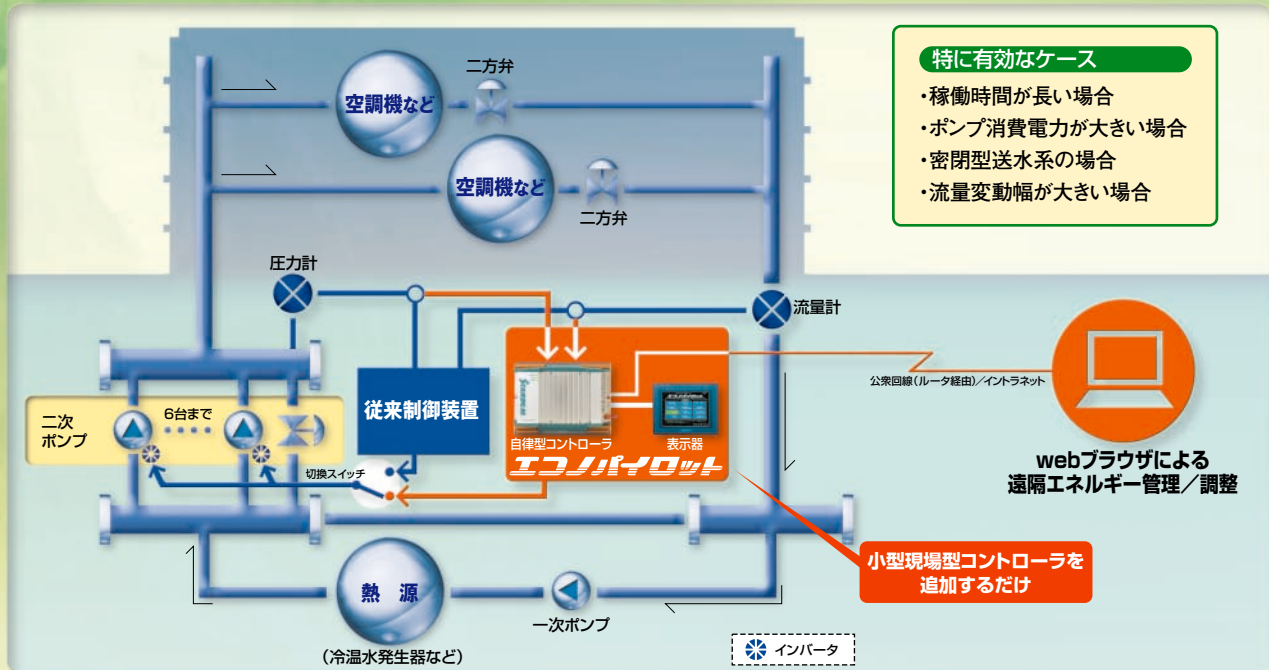 特に有効なケース
・稼働時間が長い場合
・ポンプ消費電力が大きい場合
・密閉型送水系の場合
・流量変動幅が大きい場合
二方弁
空調機など
空調機など
二方弁
圧力計
流量計
公衆回線(ルータ経由)/イントラネット
従来制御装置
二次
ポンプ
6台まで
自律型コントローラ
表示器
エコノパイロット
切換スイッチ
webブラウザによる
遠隔エネルギー管理/調整
小型現場型コントローラを
追加するだけ
熱 源
(冷温水発生器など)
一次ポンプ
インバータ